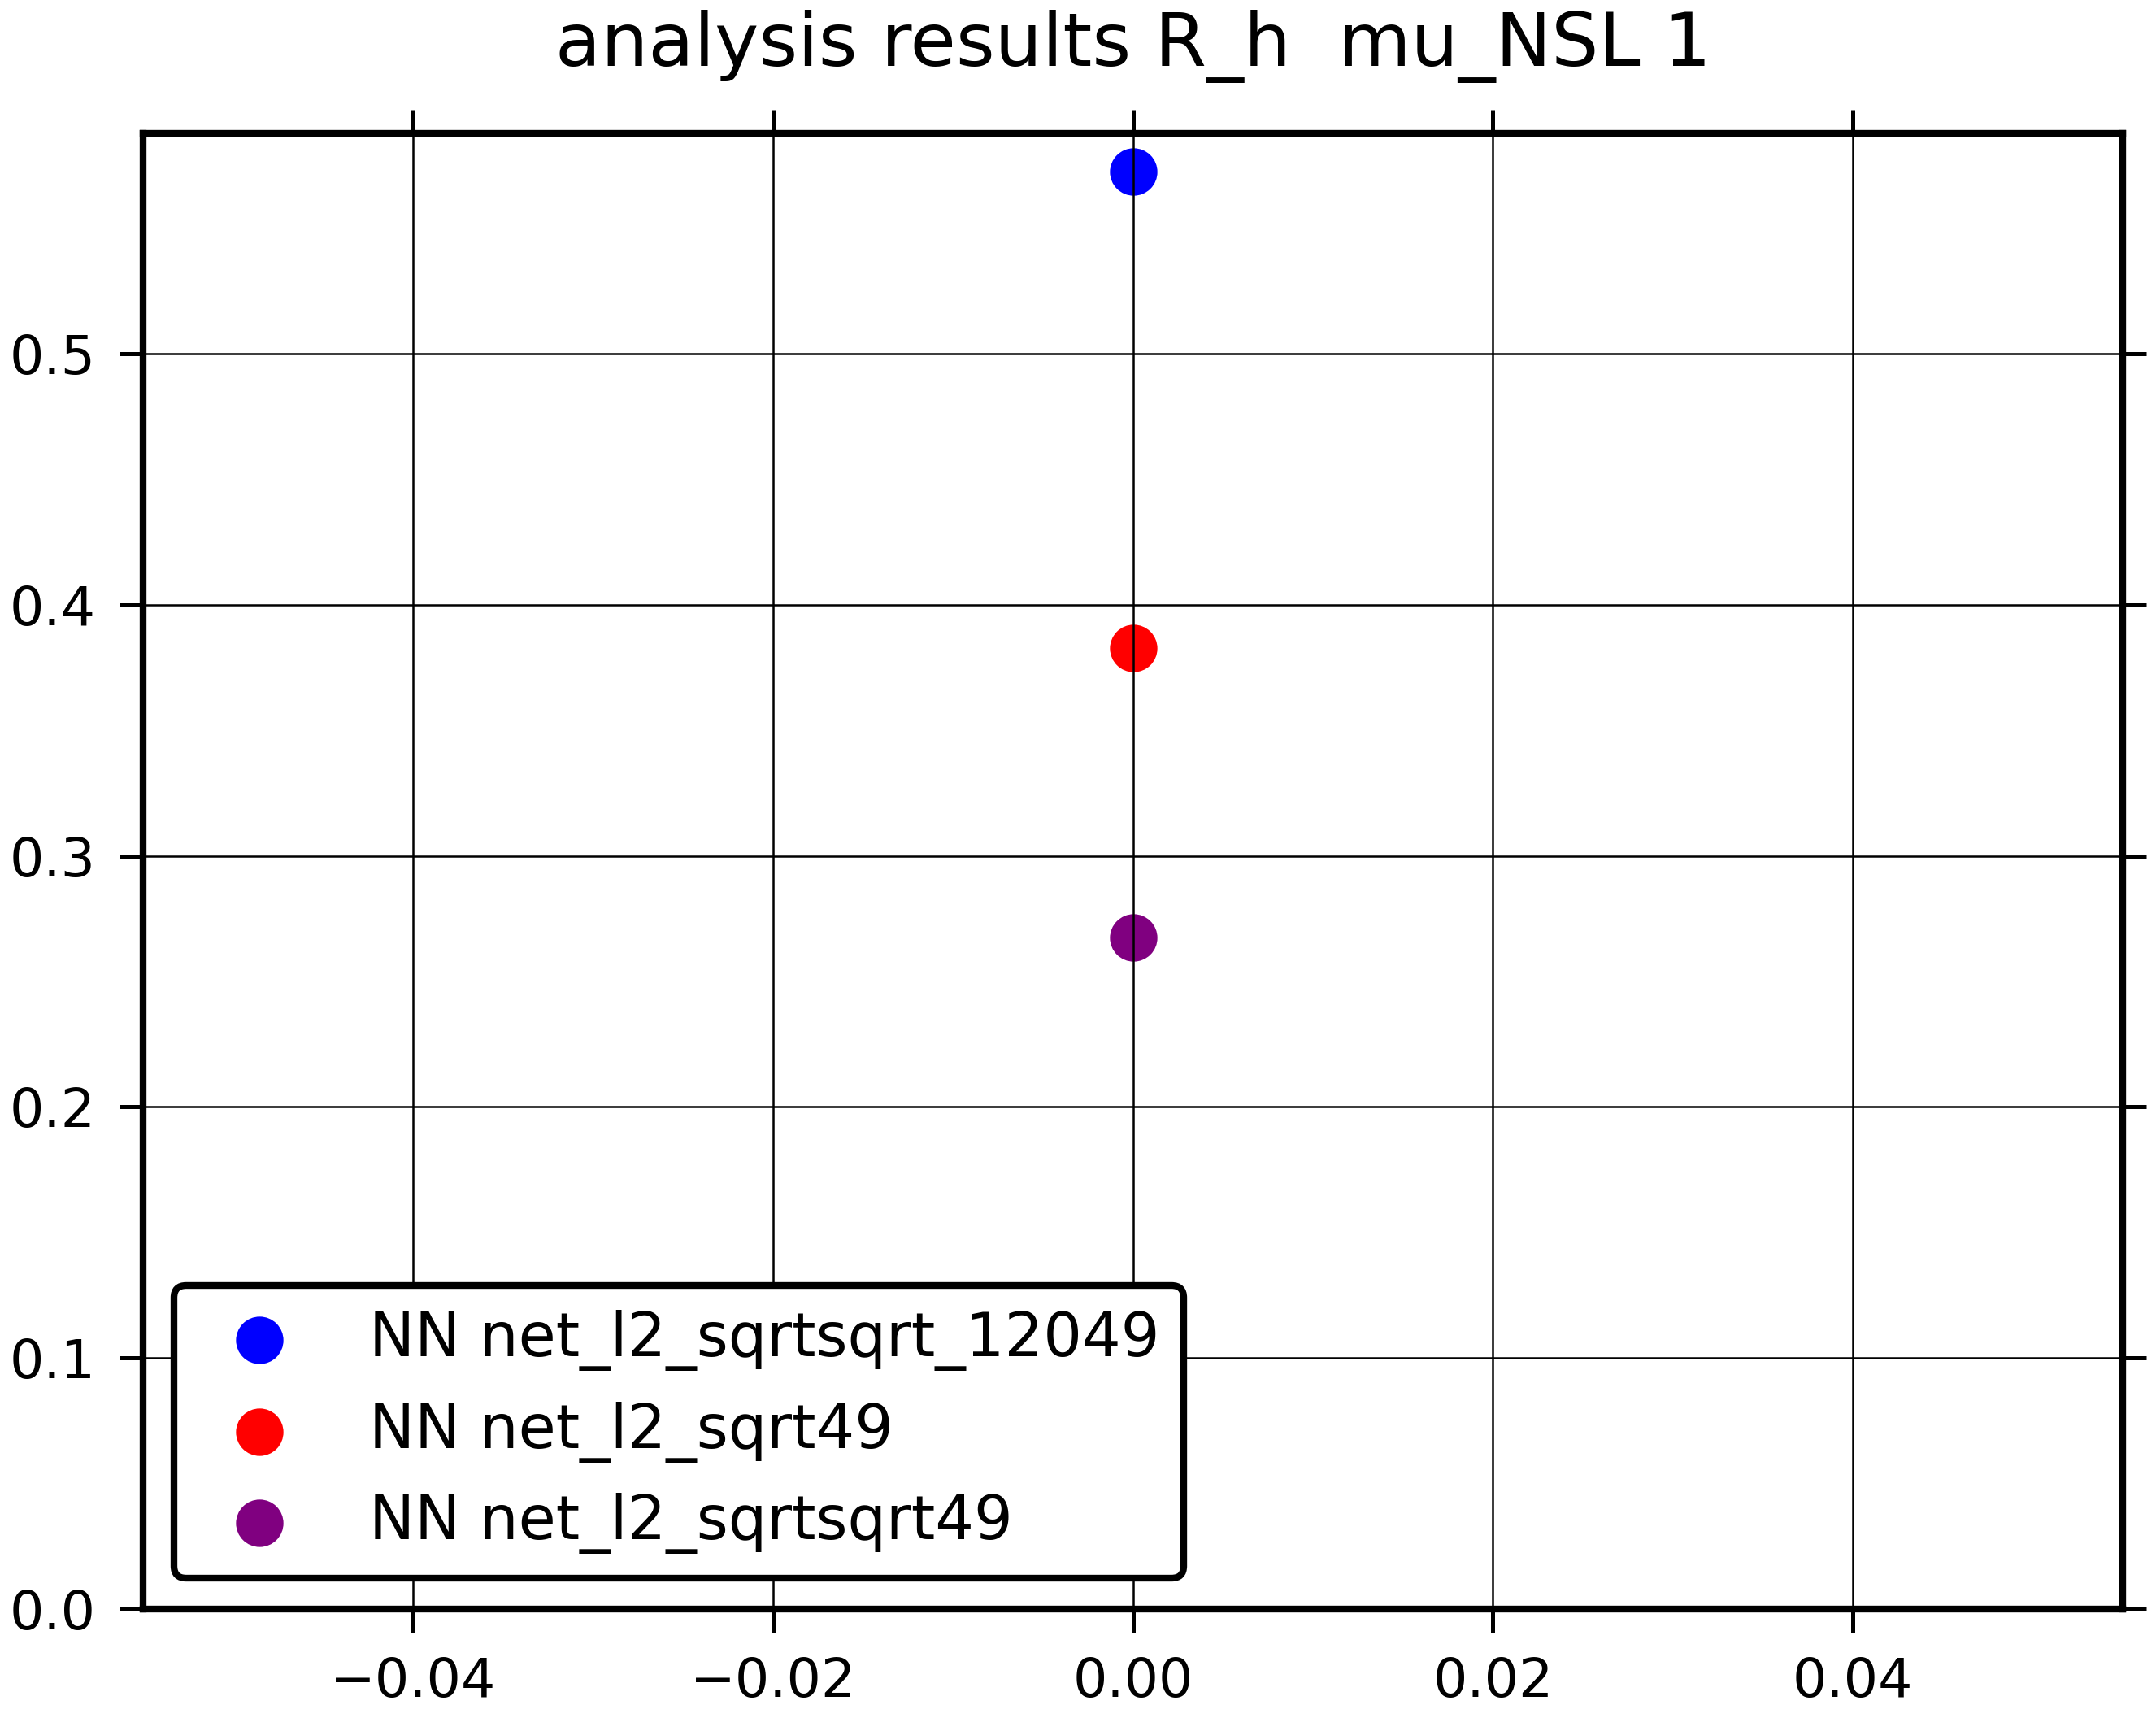 analysis results R_h  mu_NSL 1
0.5
0.4
0.3
0.2
0.1
0.0
NN net_l2_sqrtsqrt_12049
NN net_l2_sqrt49
NN net_l2_sqrtsqrt49
−0.04 −0.02 0.00 0.02 0.04